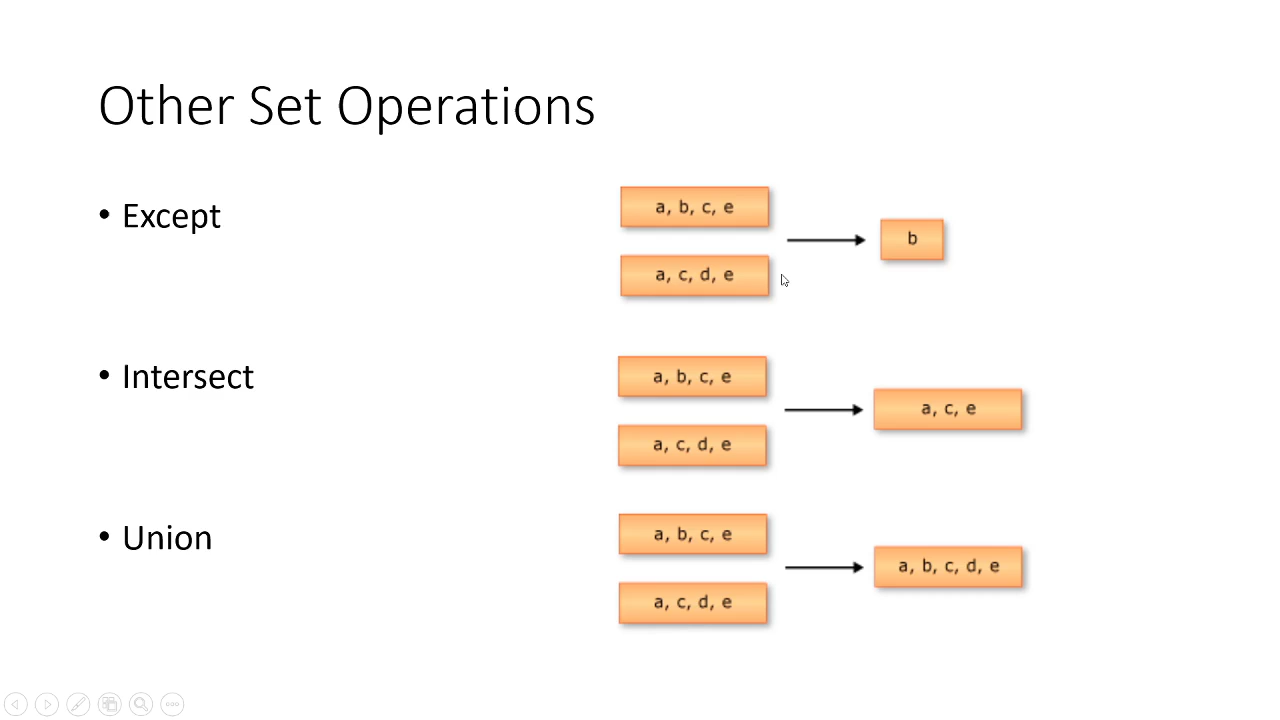 Other Set Operations
• Except
a, b, c, e
b
a, c, d, e
• Intersect
a, b, c, e
a, c, e
a, c, d, e
• Union
a, b, c, e
a, b, c, d, e
a, c, d, e